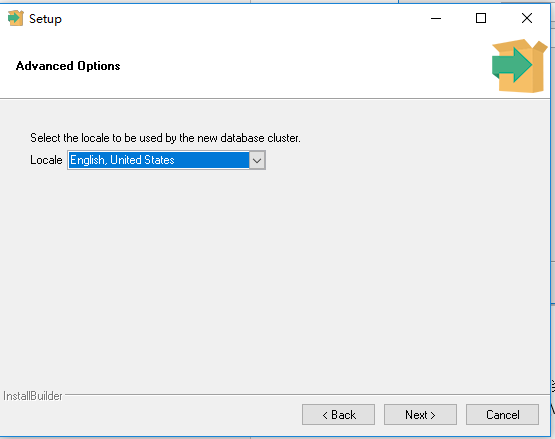 Setup
Advanced Options
Select the locale to be used by the new database cluster.
Locale English, United States
InstallBuilder
< Back Next > Cancel